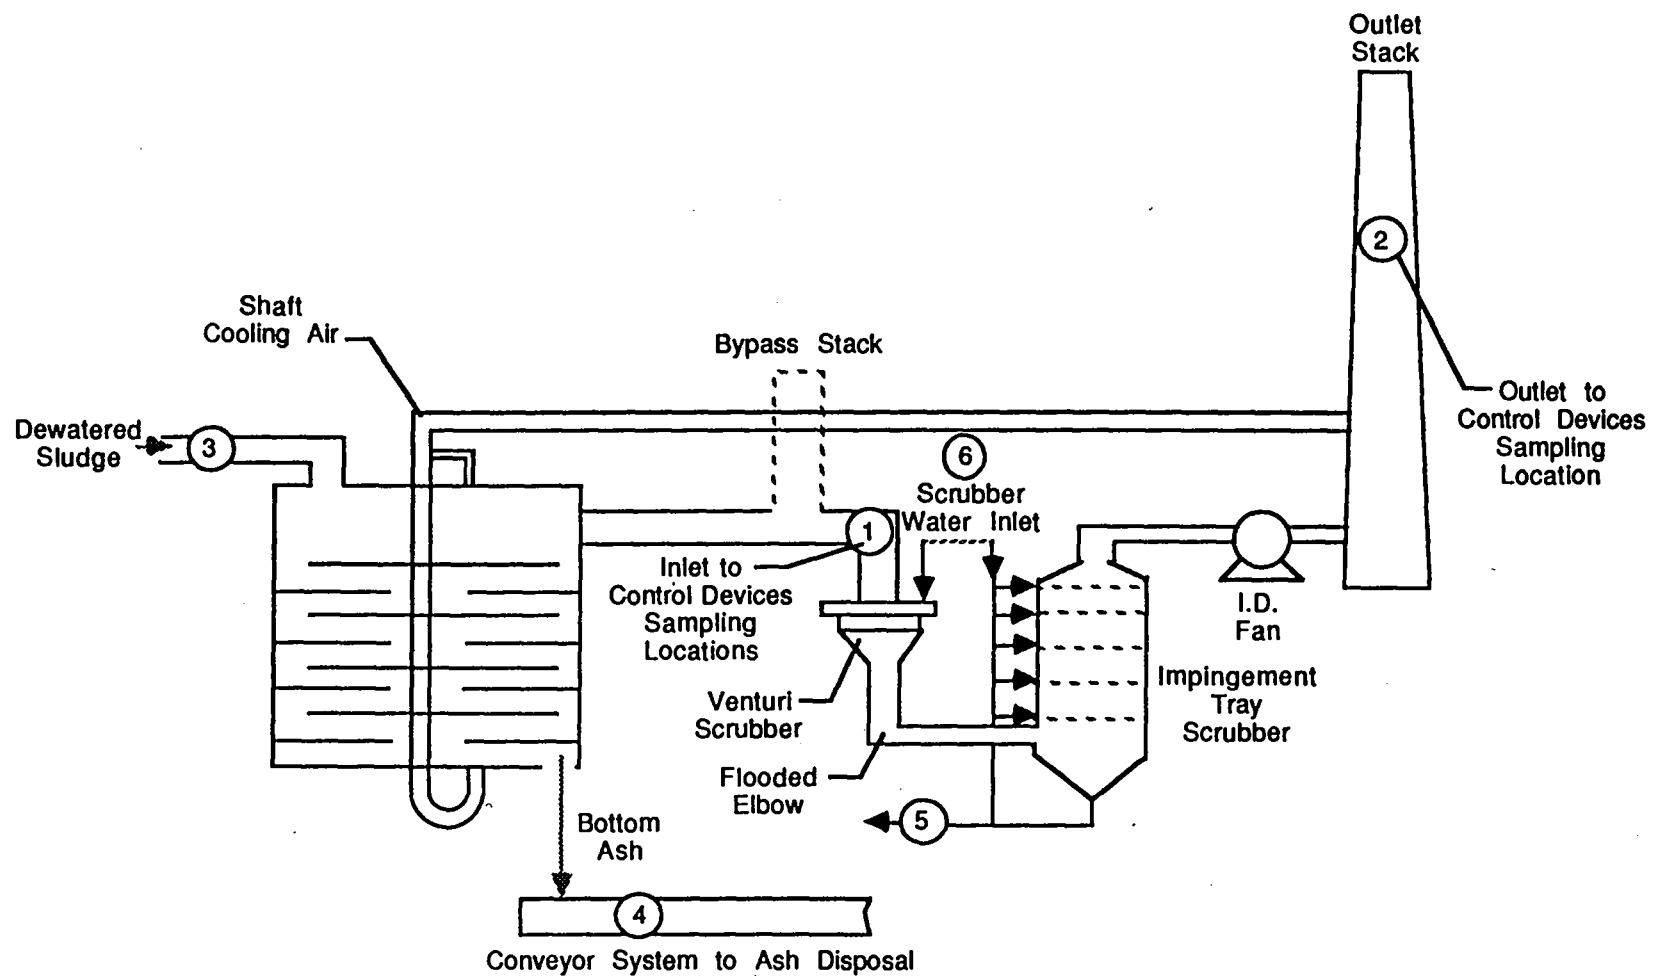 Outlet
Stack
2
Shaft
Cooling Air
Bypass Stack
Outlet to
Control Devices
Sampling
Location
Dewatered
Sludge
3
6
Scrubber
Water Inlet
1
Inlet to
Control Devices
Sampling
Locations
I.D.
Fan
Venturi
Scrubber
Impingement
Tray
Scrubber
Flooded
Elbow
5
Bottom
Ash
4
Conveyor System to Ash Disposal